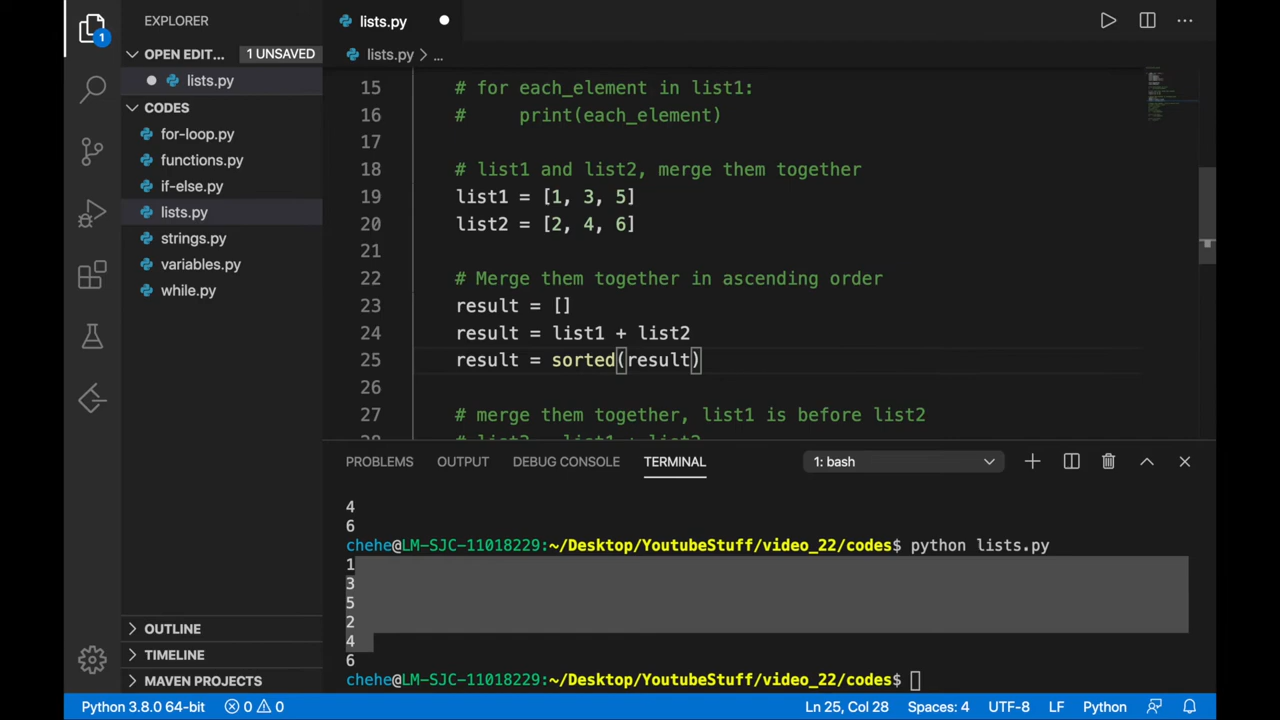 EXPLORER
lists.py
OPEN EDIT... 1 UNSAVED
lists.py
CODES
for-loop.py
functions.py
if-else.py
lists.py
strings.py
variables.py
while.py
OUTLINE
TIMELINE
MAVEN PROJECTS
1
lists.py > ...
15 # for each_element in list1:
16 #     print(each_element)
17
18 # list1 and list2, merge them together
19 list1 = [1, 3, 5]
20 list2 = [2, 4, 6]
21
22 # Merge them together in ascending order
23 result = []
24 result = list1 + list2
25 result = sorted(result)
26
27 # merge them together, list1 is before list2
PROBLEMS OUTPUT DEBUG CONSOLE TERMINAL 1: bash
4
6
chehe@LM-SJC-11018229:~/Desktop/YoutubeStuff/video_22/codes$ python lists.py
1
3
5
2
4
6
chehe@LM-SJC-11018229:~/Desktop/YoutubeStuff/video_22/codes$
Python 3.8.0 64-bit 0 0 Ln 25, Col 28 Spaces: 4 UTF-8 LF Python